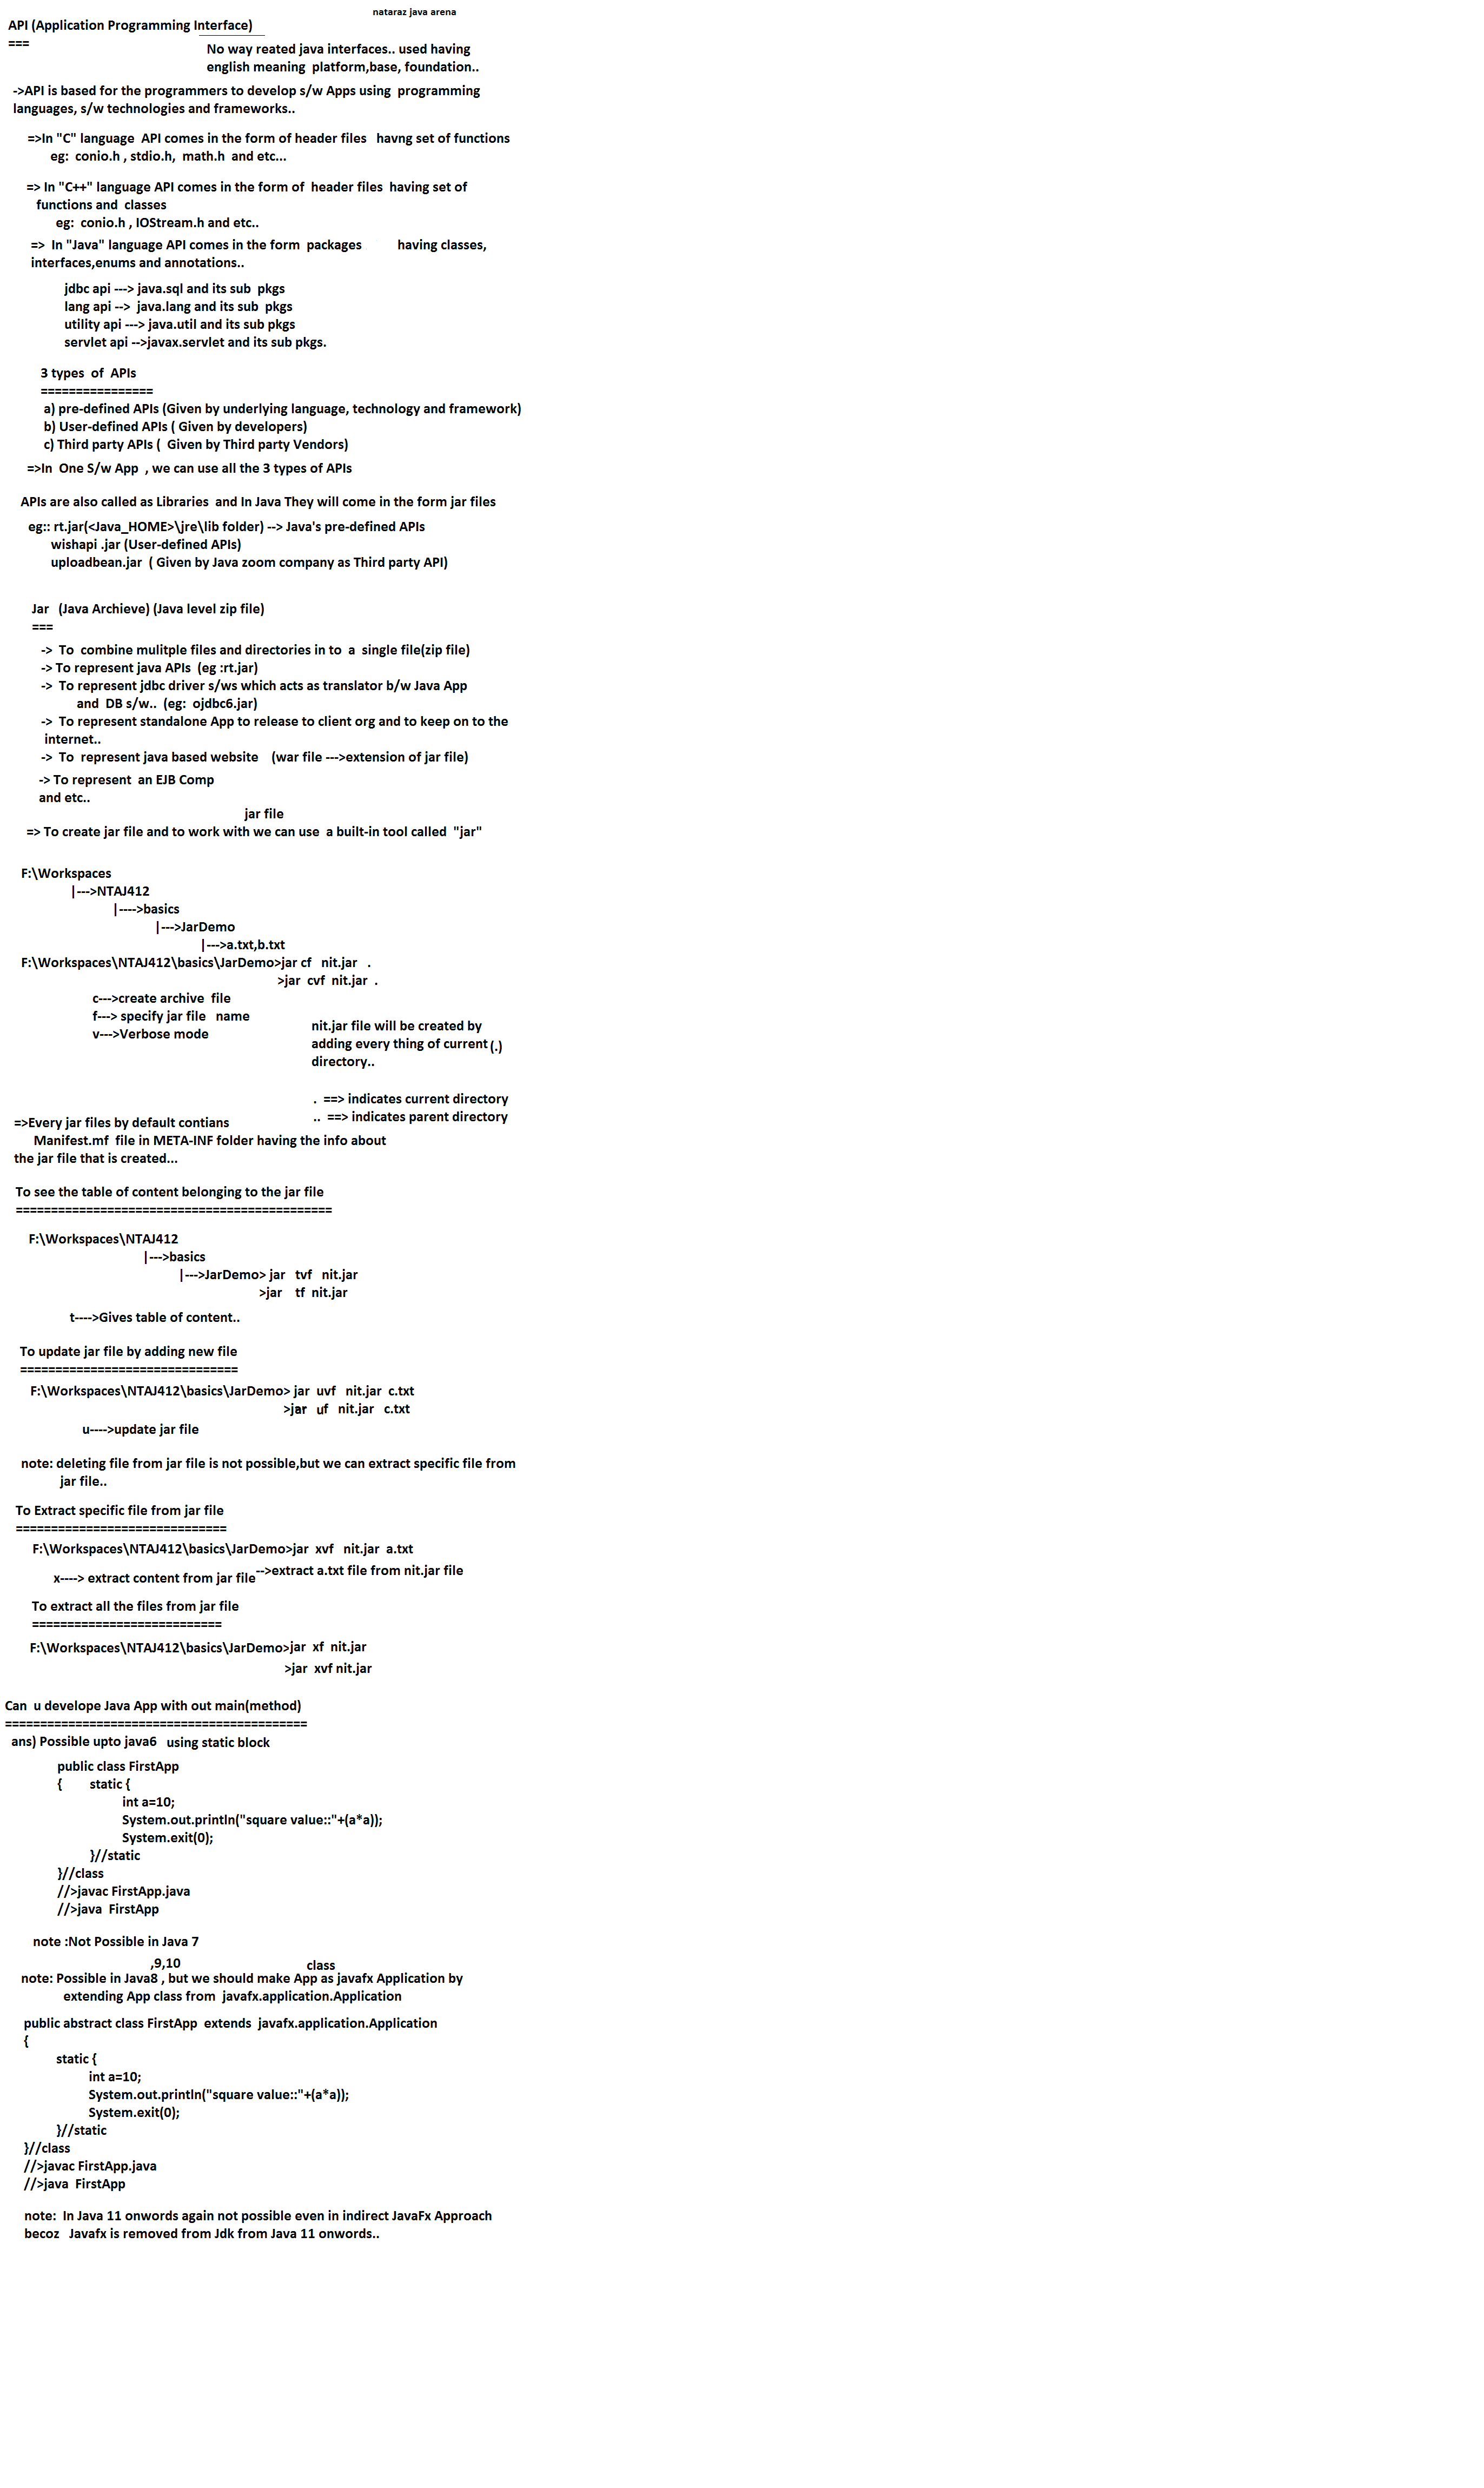 nataraz java arena
API (Application Programming Interface)
===
No way reated java interfaces.. used having
english meaning  platform,base, foundation..
->API is based for the programmers to develop s/w Apps using  programming
languages, s/w technologies and frameworks..
=>In "C" language  API comes in the form of header files   havng set of functions
eg:  conio.h , stdio.h,  math.h  and etc...
=> In "C++" language API comes in the form of  header files  having set of
functions and  classes
eg:  conio.h , IOStream.h and etc..
=>  In "Java" language API comes in the form  packages          having classes,
interfaces,enums and annotations..
jdbc api ---> java.sql and its sub  pkgs
lang api -->  java.lang and its sub  pkgs
utility api ---> java.util and its sub pkgs
servlet api -->javax.servlet and its sub pkgs.
3 types  of  APIs
================
a) pre-defined APIs (Given by underlying language, technology and framework)
b) User-defined APIs ( Given by developers)
c) Third party APIs (  Given by Third party Vendors)
=>In  One S/w App  , we can use all the 3 types of APIs
APIs are also called as Libraries  and In Java They will come in the form jar files
eg:: rt.jar(<Java_HOME>\jre\lib folder) --> Java's pre-defined APIs
wishapi .jar (User-defined APIs)
uploadbean.jar  ( Given by Java zoom company as Third party API)
Jar   (Java Archieve) (Java level zip file)
===
->  To  combine mulitple files and directories in to  a  single file(zip file)
-> To represent java APIs  (eg :rt.jar)
->  To represent jdbc driver s/ws which acts as translator b/w Java App
and  DB s/w..  (eg:  ojdbc6.jar)
->  To represent standalone App to release to client org and to keep on to the
internet..
->  To  represent java based website    (war file --->extension of jar file)
-> To represent  an EJB Comp
and etc..
jar file
=> To create jar file and to work with we can use  a built-in tool called  "jar"
F:\Workspaces
|--->NTAJ412
|---->basics
|--->JarDemo
|--->a.txt,b.txt
F:\Workspaces\NTAJ412\basics\JarDemo>jar cf   nit.jar   .
>jar  cvf  nit.jar  .
c--->create archive  file
f---> specify jar file   name
v--->Verbose mode
nit.jar file will be created by
adding every thing of current (.)
directory..
.  ==> indicates current directory
..  ==> indicates parent directory
=>Every jar files by default contians
Manifest.mf  file in META-INF folder having the info about
the jar file that is created...
To see the table of content belonging to the jar file
=============================================
F:\Workspaces\NTAJ412
|--->basics
|--->JarDemo> jar   tvf   nit.jar
>jar    tf  nit.jar
t---->Gives table of content..
To update jar file by adding new file
===============================
F:\Workspaces\NTAJ412\basics\JarDemo> jar  uvf   nit.jar  c.txt
>jar   uf   nit.jar   c.txt
u---->update jar file
note: deleting file from jar file is not possible,but we can extract specific file from
jar file..
To Extract specific file from jar file
==============================
F:\Workspaces\NTAJ412\basics\JarDemo>jar  xvf   nit.jar  a.txt
-->extract a.txt file from nit.jar file
x----> extract content from jar file
To extract all the files from jar file
===========================
F:\Workspaces\NTAJ412\basics\JarDemo>jar  xf  nit.jar
>jar  xvf nit.jar
Can  u develope Java App with out main(method)
===========================================
ans) Possible upto java6   using static block
public class FirstApp
{        static {
int a=10;
System.out.println("square value::"+(a*a));
System.exit(0);
}//static
}//class
//>javac FirstApp.java
//>java  FirstApp
note :Not Possible in Java 7
,9,10
class
note: Possible in Java8 , but we should make App as javafx Application by
extending App class from  javafx.application.Application
public abstract class FirstApp  extends  javafx.application.Application
{
static {
int a=10;
System.out.println("square value::"+(a*a));
System.exit(0);
}//static
}//class
//>javac FirstApp.java
//>java  FirstApp
note:  In Java 11 onwords again not possible even in indirect JavaFx Approach
becoz   Javafx is removed from Jdk from Java 11 onwords..